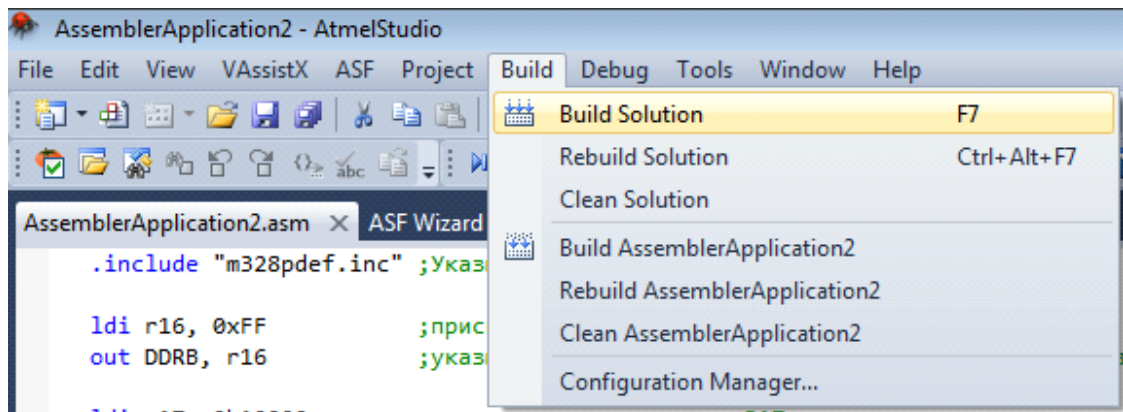 AssemblerApplication2 - AtmelStudio
File Edit View VAssistX ASF Project Build Debug Tools Window Help
Build Solution F7
Rebuild Solution Ctrl+Alt+F7
Clean Solution
Build AssemblerApplication2
Rebuild AssemblerApplication2
Clean AssemblerApplication2
Configuration Manager...
AssemblerApplication2.asm ASF Wizard
.include "m328pdef.inc"
ldi r16, 0xFF
out DDRB, r16